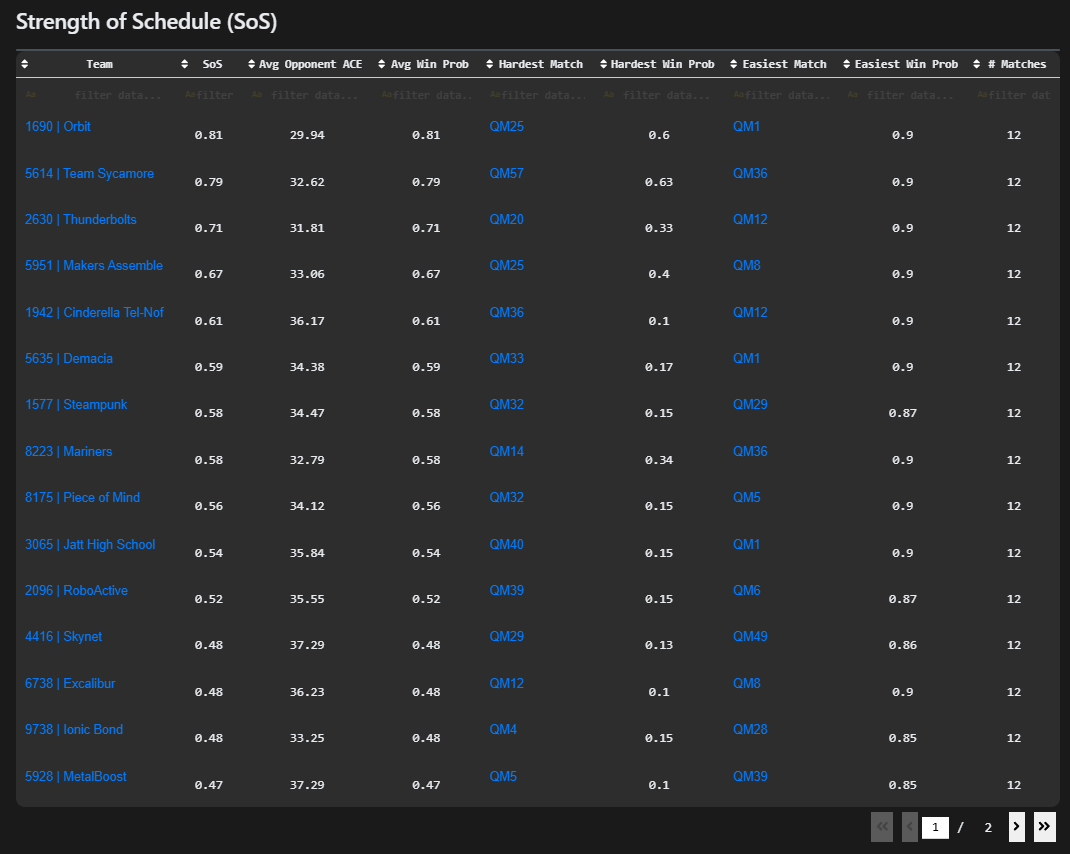 Strength of Schedule (SoS)
Team SoS Avg Opponent ACE Avg Win Prob Hardest Match Hardest Win Prob Easiest Match Easiest Win Prob # Matches
Aa filter data... Aa filter Aa filter data... Aa filter data.. Aa filter data... Aa filter data... Aa filter data... Aa filter data... Aa filter dat
1690 | Orbit 0.81 29.94 0.81 QM25 0.6 QM1 0.9 12
5614 | Team Sycamore 0.79 32.62 0.79 QM57 0.63 QM36 0.9 12
2630 | Thunderbolts 0.71 31.81 0.71 QM20 0.33 QM12 0.9 12
5951 | Makers Assemble 0.67 33.06 0.67 QM25 0.4 QM8 0.9 12
1942 | Cinderella Tel-Nof 0.61 36.17 0.61 QM36 0.1 QM12 0.9 12
5635 | Demacia 0.59 34.38 0.59 QM33 0.17 QM1 0.9 12
1577 | Steampunk 0.58 34.47 0.58 QM32 0.15 QM29 0.87 12
8223 | Mariners 0.58 32.79 0.58 QM14 0.34 QM36 0.9 12
8175 | Piece of Mind 0.56 34.12 0.56 QM32 0.15 QM5 0.9 12
3065 | Jatt High School 0.54 35.84 0.54 QM40 0.15 QM1 0.9 12
2096 | RoboActive 0.52 35.55 0.52 QM39 0.15 QM6 0.87 12
4416 | Skynet 0.48 37.29 0.48 QM29 0.13 QM49 0.86 12
6738 | Excalibur 0.48 36.23 0.48 QM12 0.1 QM8 0.9 12
9738 | Ionic Bond 0.48 33.25 0.48 QM4 0.15 QM28 0.85 12
5928 | MetalBoost 0.47 37.29 0.47 QM5 0.1 QM39 0.85 12
1 / 2